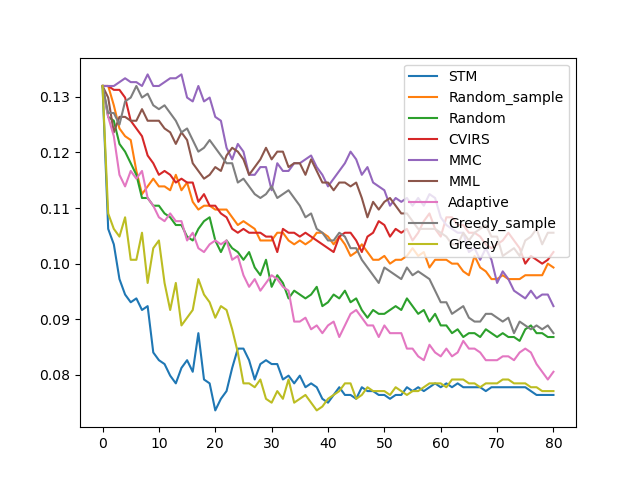 0.13
0.12
0.11
0.10
0.09
0.08
0
10
20
30
40
50
60
70
80
STM
Random_sample
Random
CVIRS
MMC
MML
Adaptive
Greedy_sample
Greedy